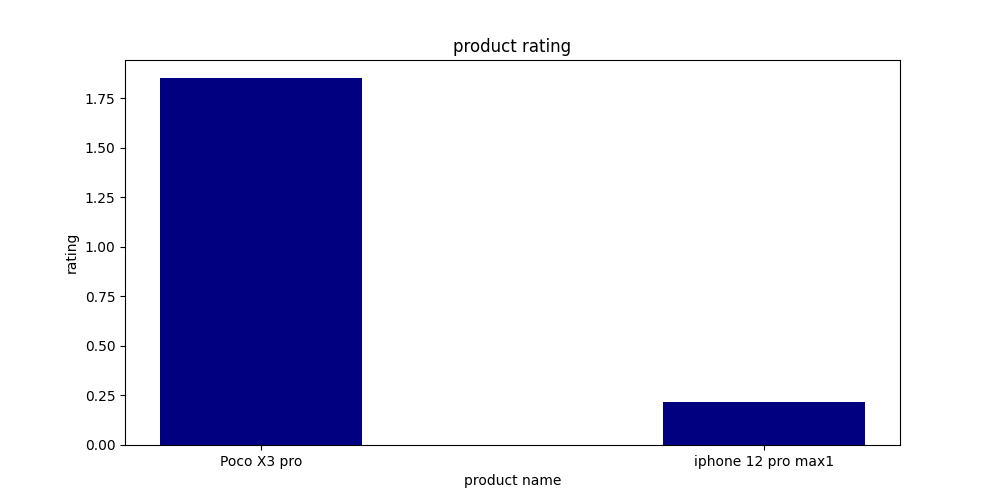 product rating
1.75
1.50
1.25
1.00
0.75
0.50
0.25
0.00
rating
Poco X3 pro
iphone 12 pro max1
product name